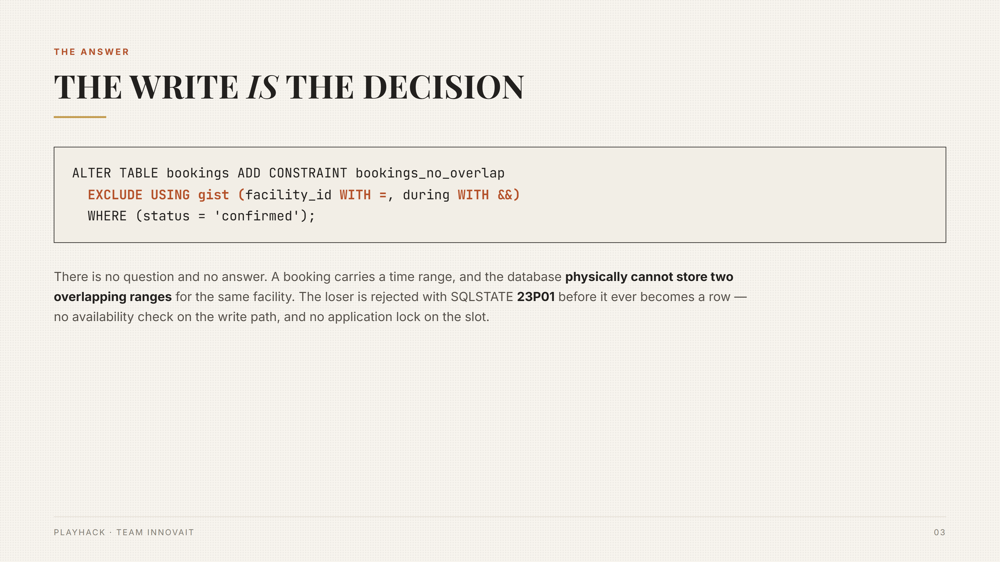 THE ANSWER
THE WRITE IS THE DECISION
ALTER TABLE bookings ADD CONSTRAINT bookings_no_overlap
EXCLUDE USING gist (facility_id WITH =, during WITH &&)
WHERE (status = 'confirmed');
There is no question and no answer. A booking carries a time range, and the database physically cannot store two
overlapping ranges for the same facility. The loser is rejected with SQLSTATE 23P01 before it ever becomes a row —
no availability check on the write path, and no application lock on the slot.
PLAYHACK · TEAM INNOVAIT
03